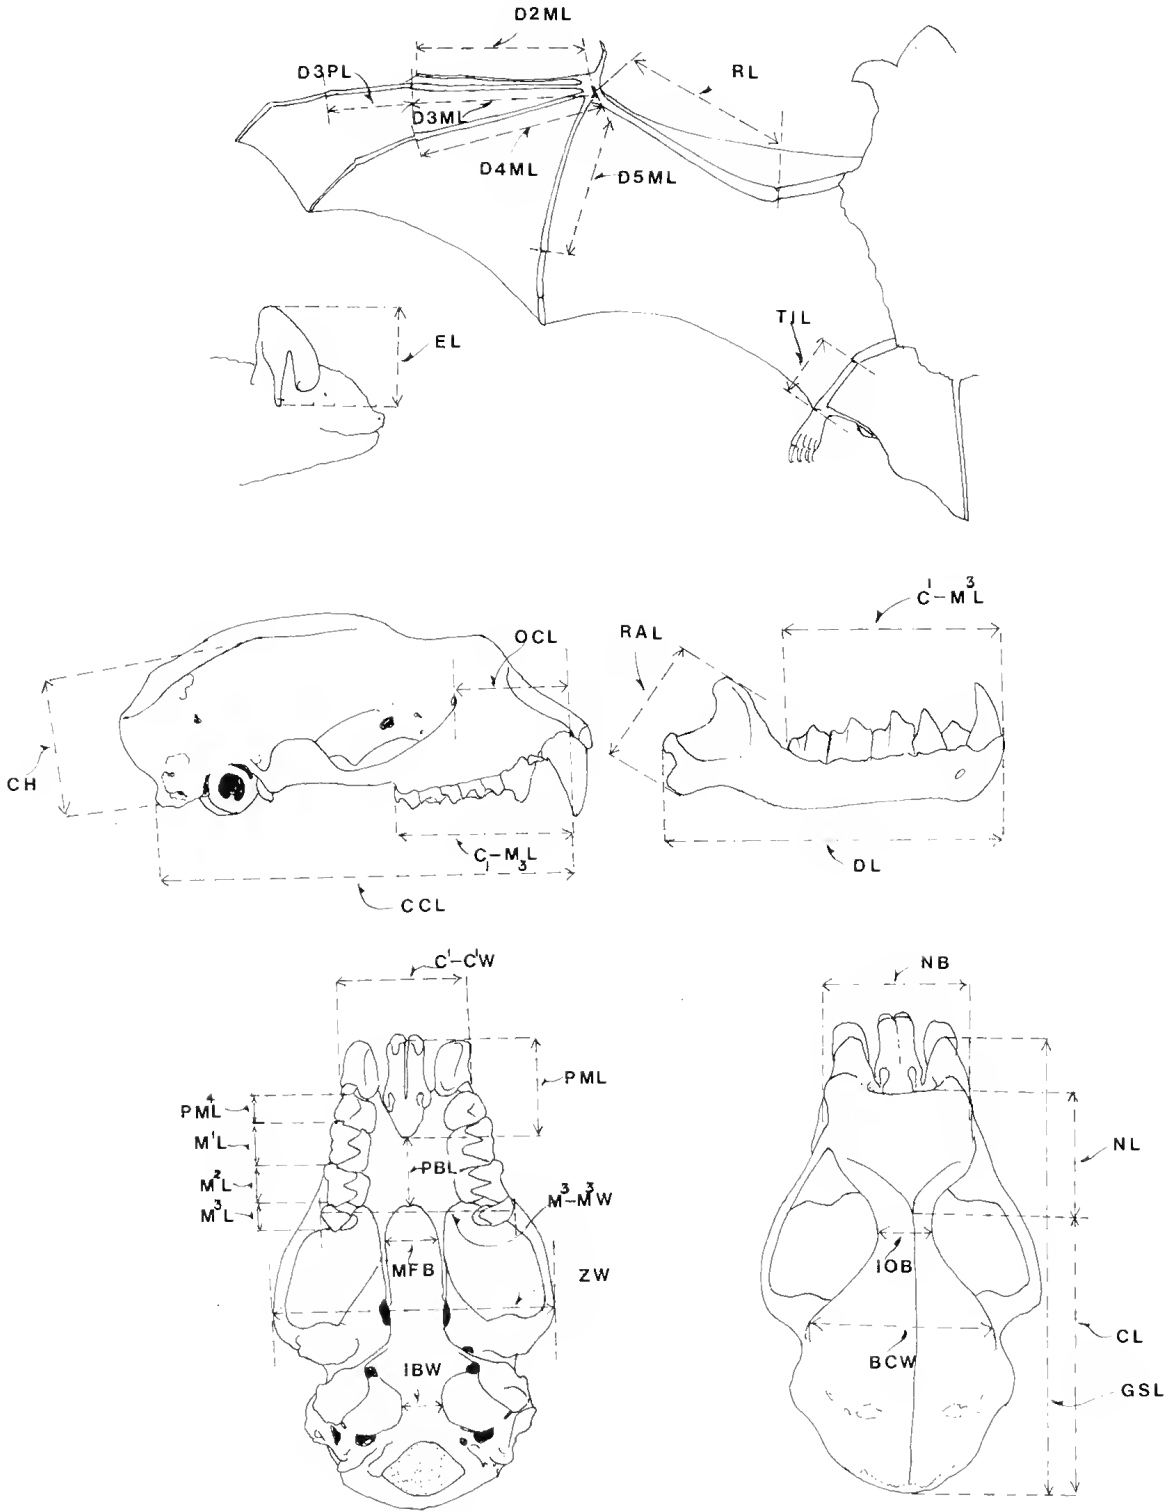 D2ML
D3PL
RL
D3ML
D4ML
D5ML
TIL
EL
C¹–M³L
OCL
RAL
CH
C₁–M₃L
DL
CCL
C¹–C¹W
NB
PML
PML⁴
M¹L
NL
PBL
M²L
M³–M³W
M³L
MFB
IOB
ZW
CL
IBW
BCW
GSL